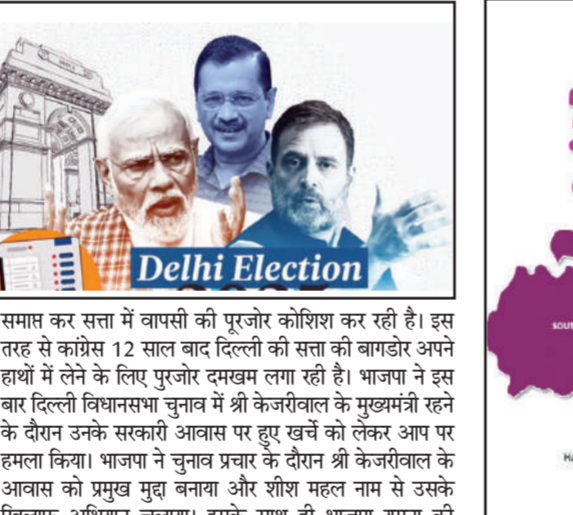 Delhi Election
समाप्त कर सत्ता में वापसी की पूरजोर कोशिश कर रही है। इस
तरह से कांग्रेस 12 साल बाद दिल्ली की सत्ता की बागडोर अपने
हाथों में लेने के लिए पुरजोर दमखम लगा रही है। भाजपा ने इस
बार दिल्ली विधानसभा चुनाव में श्री केजरीवाल के मुख्यमंत्री रहने
के दौरान उनके सरकारी आवास पर हुए खर्चे को लेकर आप पर
हमला किया। भाजपा ने चुनाव प्रचार के दौरान श्री केजरीवाल के
आवास को प्रमुख मुद्दा बनाया और शीश महल नाम से उसके